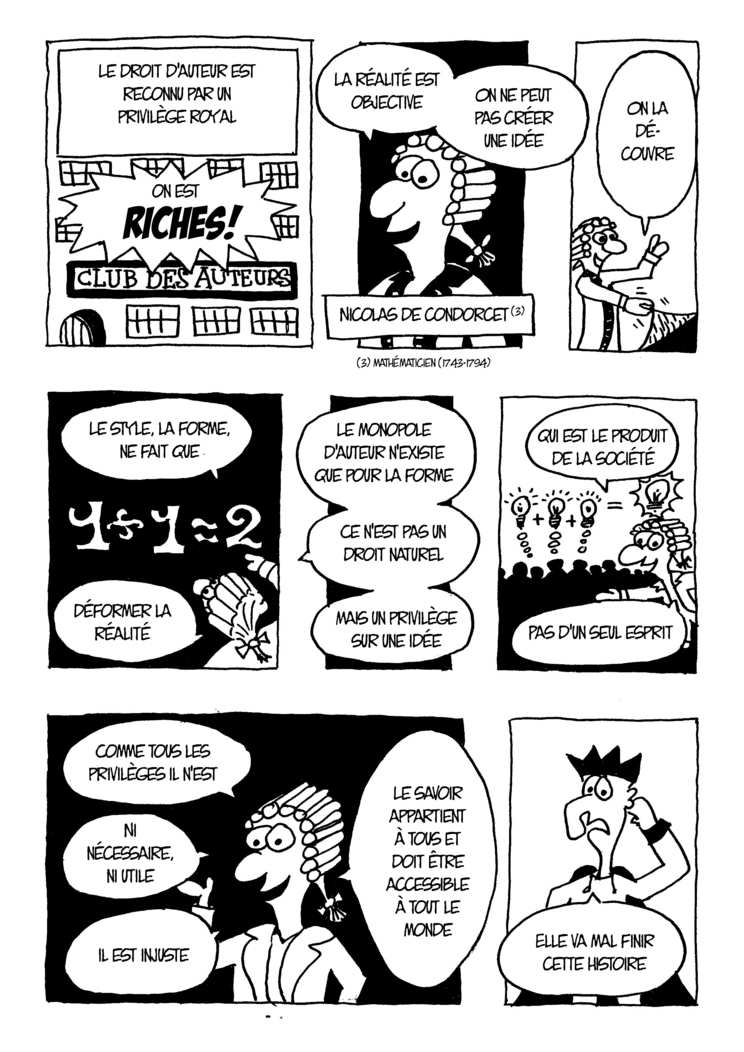 LE DROIT D'AUTEUR EST
RECONNU PAR UN
PRIVILÈGE ROYAL
ON EST
RICHES!
CLUB DES AUTEURS
LA RÉALITÉ EST
OBJECTIVE
ON NE PEUT
PAS CRÉER
UNE IDÉE
NICOLAS DE CONDORCET (3)
(3) MATHÉMATICIEN (1743-1794)
ON LA
DÉ-
COUVRE
LE STYLE, LA FORME,
NE FAIT QUE
1+1=2
DÉFORMER LA
RÉALITÉ
LE MONOPOLE
D'AUTEUR N'EXISTE
QUE POUR LA FORME
CE N'EST PAS UN
DROIT NATUREL
MAIS UN PRIVILÈGE
SUR UNE IDÉE
QUI EST LE PRODUIT
DE LA SOCIÉTÉ
+ + =
PAS D'UN SEUL ESPRIT
COMME TOUS LES
PRIVILÈGES IL N'EST
NI
NÉCESSAIRE,
NI UTILE
IL EST INJUSTE
LE SAVOIR
APPARTIENT
À TOUS ET
DOIT ÊTRE
ACCESSIBLE
À TOUT LE
MONDE
ELLE VA MAL FINIR
CETTE HISTOIRE